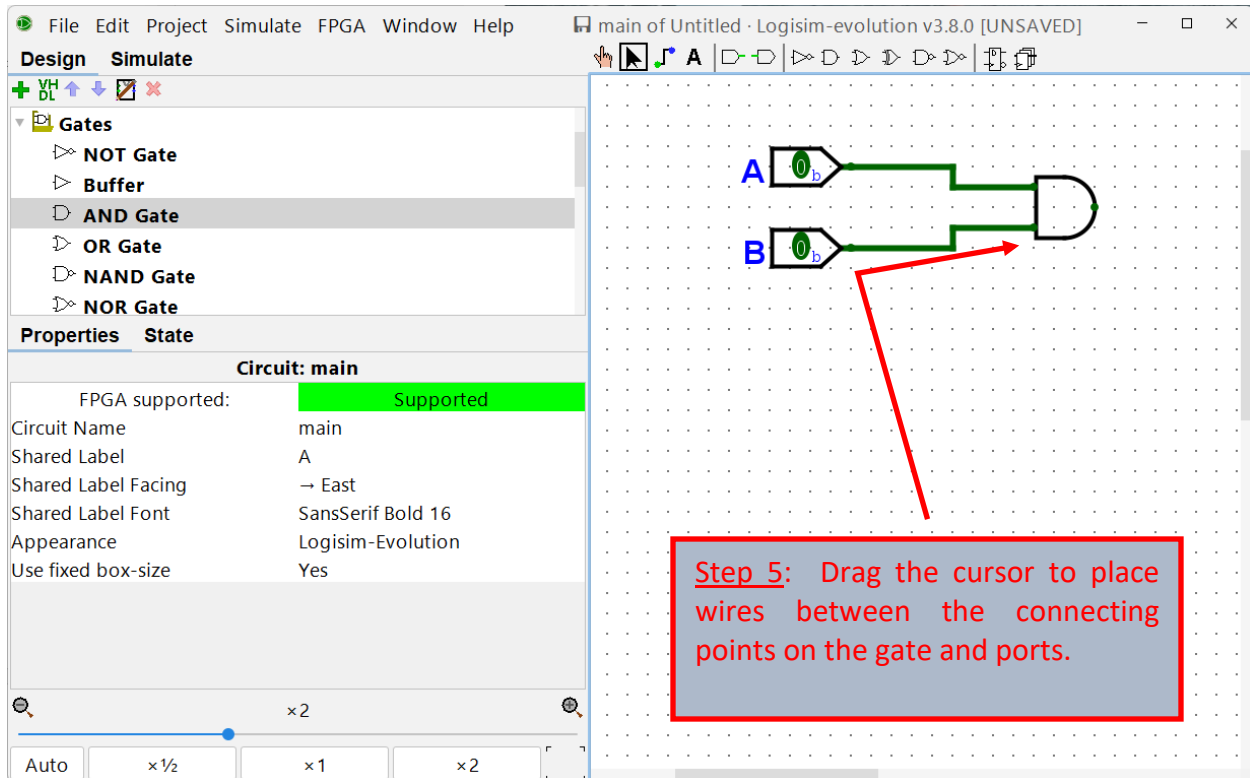 File Edit Project Simulate FPGA Window Help
main of Untitled · Logisim-evolution v3.8.0 [UNSAVED]
Design Simulate
A
VH
DL
Gates
NOT Gate
Buffer
AND Gate
OR Gate
NAND Gate
NOR Gate
Properties State
Circuit: main
FPGA supported: Supported
Circuit Name main
Shared Label A
Shared Label Facing → East
Shared Label Font SansSerif Bold 16
Appearance Logisim-Evolution
Use fixed box-size Yes
×2
Auto ×½ ×1 ×2
A 0b
B 0b
Step 5: Drag the cursor to place
wires between the connecting
points on the gate and ports.